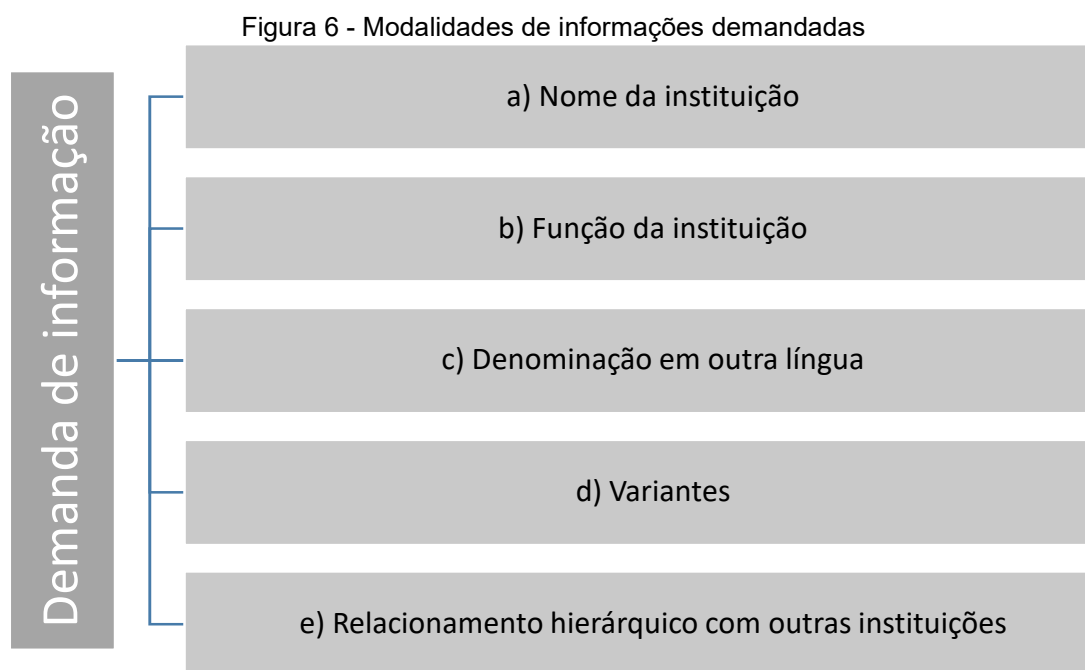 Figura 6 - Modalidades de informações demandadas
Demanda de informação
a) Nome da instituição
b) Função da instituição
c) Denominação em outra língua
d) Variantes
e) Relacionamento hierárquico com outras instituições